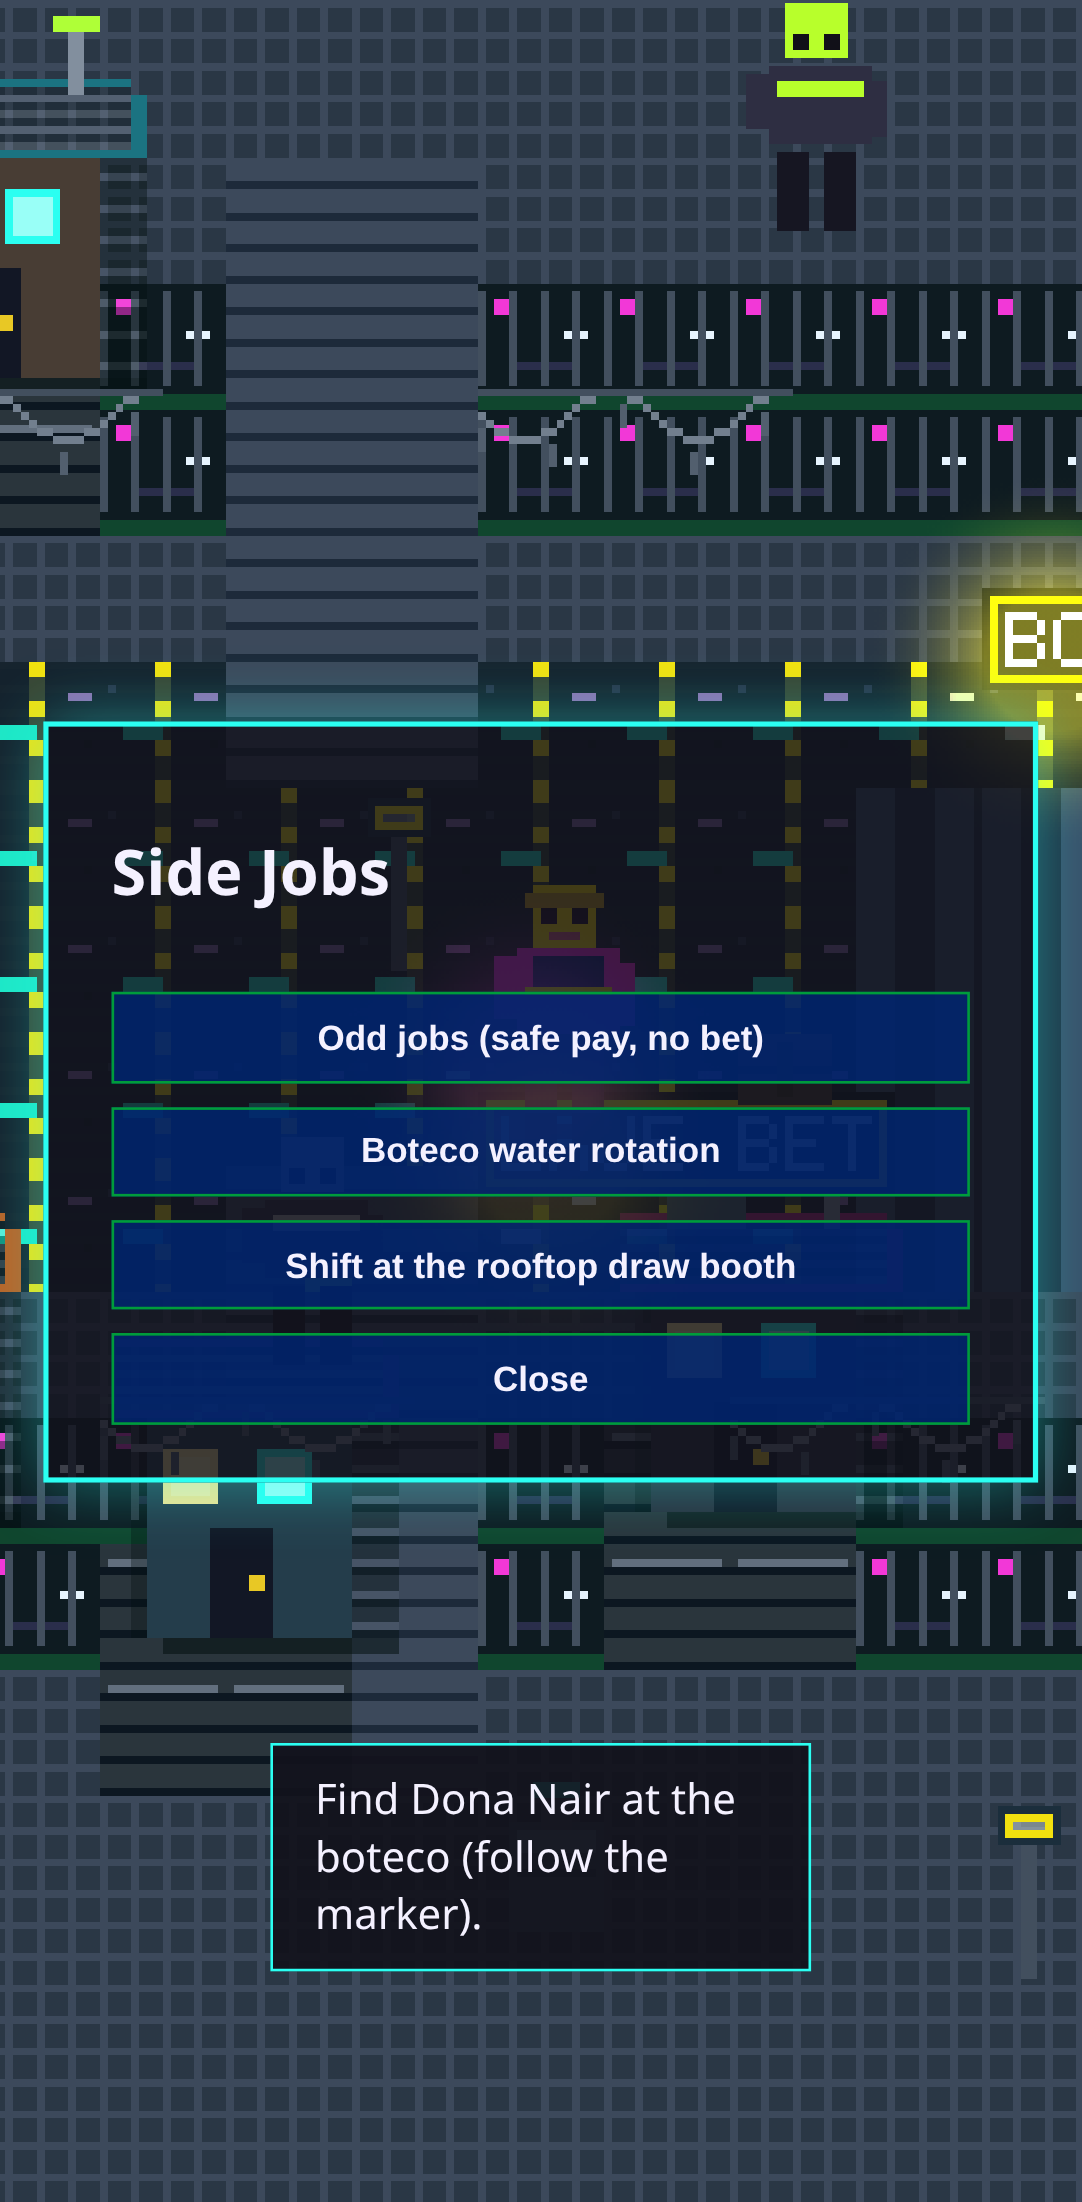 Side Jobs
Odd jobs (safe pay, no bet)
BET
Boteco water rotation
Shift at the rooftop draw booth
Close
Find Dona Nair at the
boteco (follow the
marker).